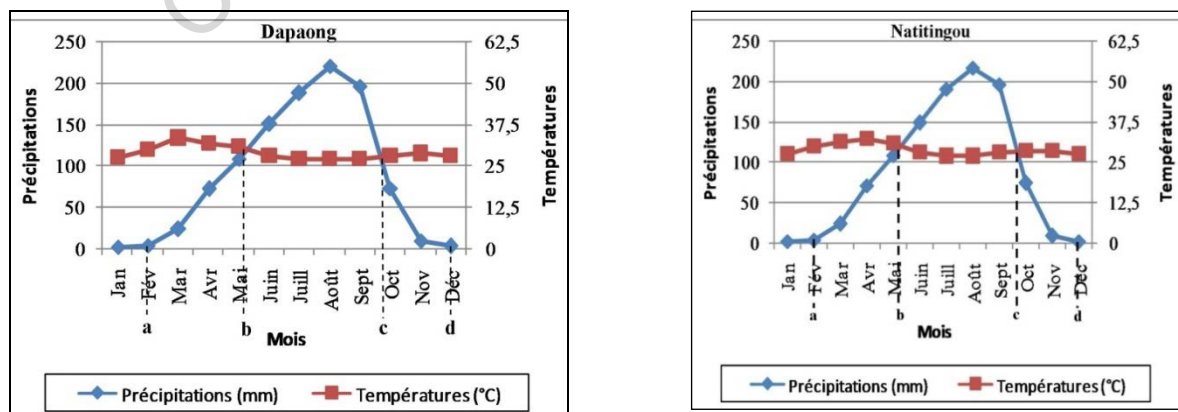 Dapaong
Précipitations
250
200
150
100
50
0
62,5
50
37,5
25
12,5
0
Températures
Jan
Fév
Mar
Avr
Mai
Juin
Juill
Août
Sept
Oct
Nov
Déc
a b c d
Mois
Précipitations (mm) Températures (°C)
Natitingou
Précipitations
250
200
150
100
50
0
62,5
50
37,5
25
12,5
0
Températures
Jan
Fév
Mar
Avr
Mai
Juin
Juill
Août
Sept
Oct
Nov
Déc
a b c d
Mois
Précipitations (mm) Températures (°C)